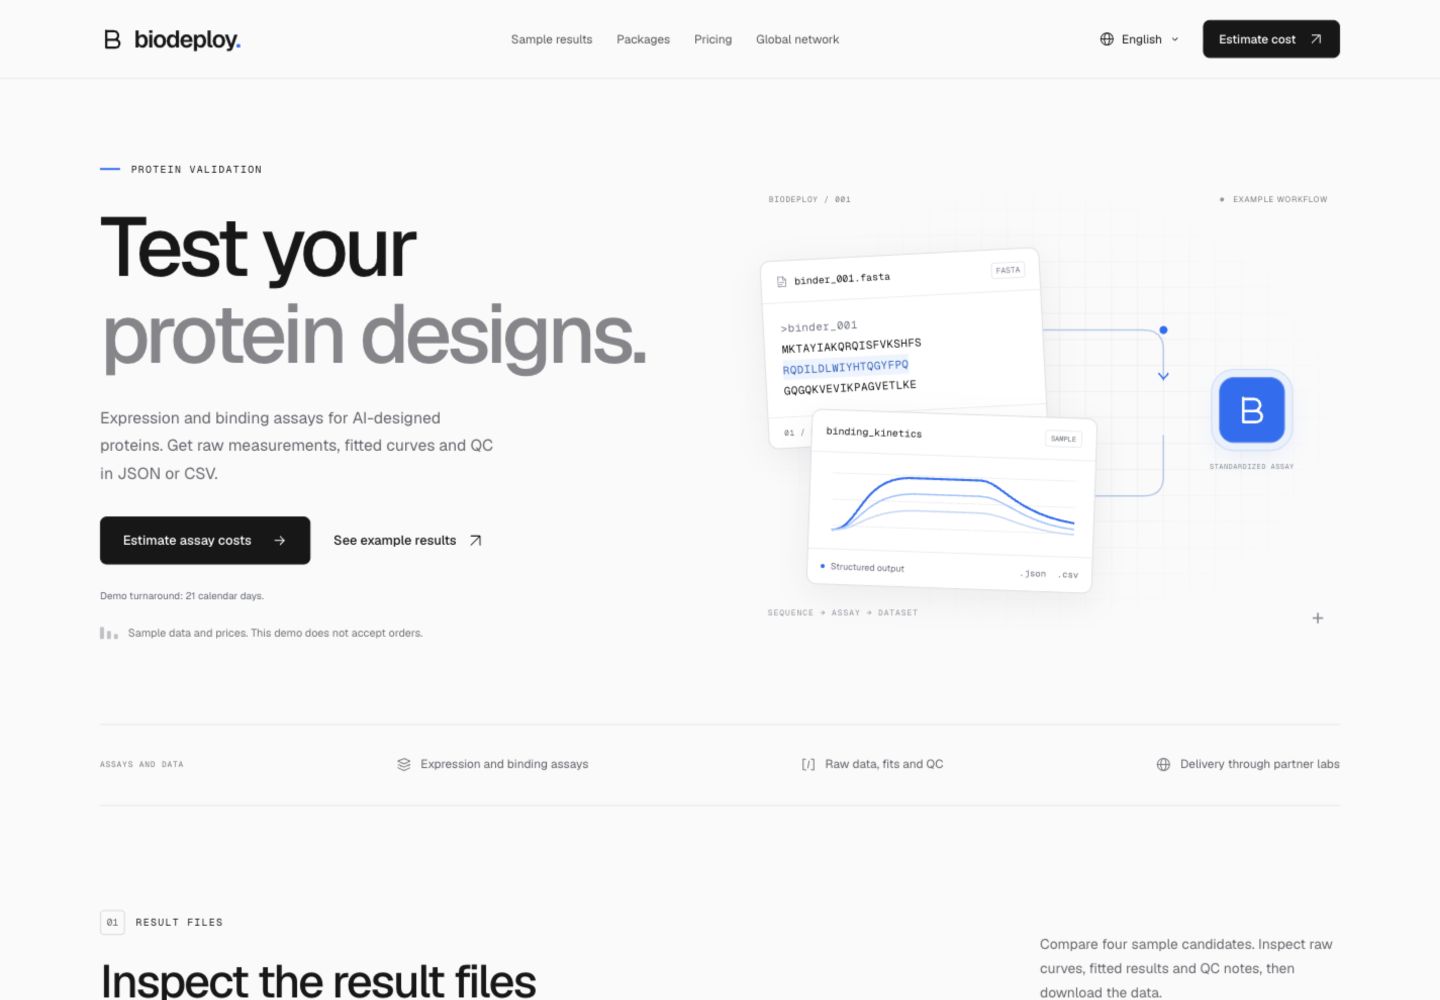 B biodeploy.
Sample results Packages Pricing Global network
English
Estimate cost
PROTEIN VALIDATION
Test your
protein designs.
Expression and binding assays for AI-designed
proteins. Get raw measurements, fitted curves and QC
in JSON or CSV.
Estimate assay costs
See example results
Demo turnaround: 21 calendar days.
Sample data and prices. This demo does not accept orders.
BIODEPLOY / 001
EXAMPLE WORKFLOW
binder_001.fasta
FASTA
>binder_001
MKTAYIAKQRQISFVKSHFS
RQDILDLWIYHTQGYFPQ
GQGQKVEVIKPAGVETLKE
01 /
binding_kinetics
SAMPLE
Structured output
.json .csv
B
STANDARDIZED ASSAY
SEQUENCE → ASSAY → DATASET
ASSAYS AND DATA
Expression and binding assays
Raw data, fits and QC
Delivery through partner labs
01 RESULT FILES
Inspect the result files
Compare four sample candidates. Inspect raw
curves, fitted results and QC notes, then
download the data.